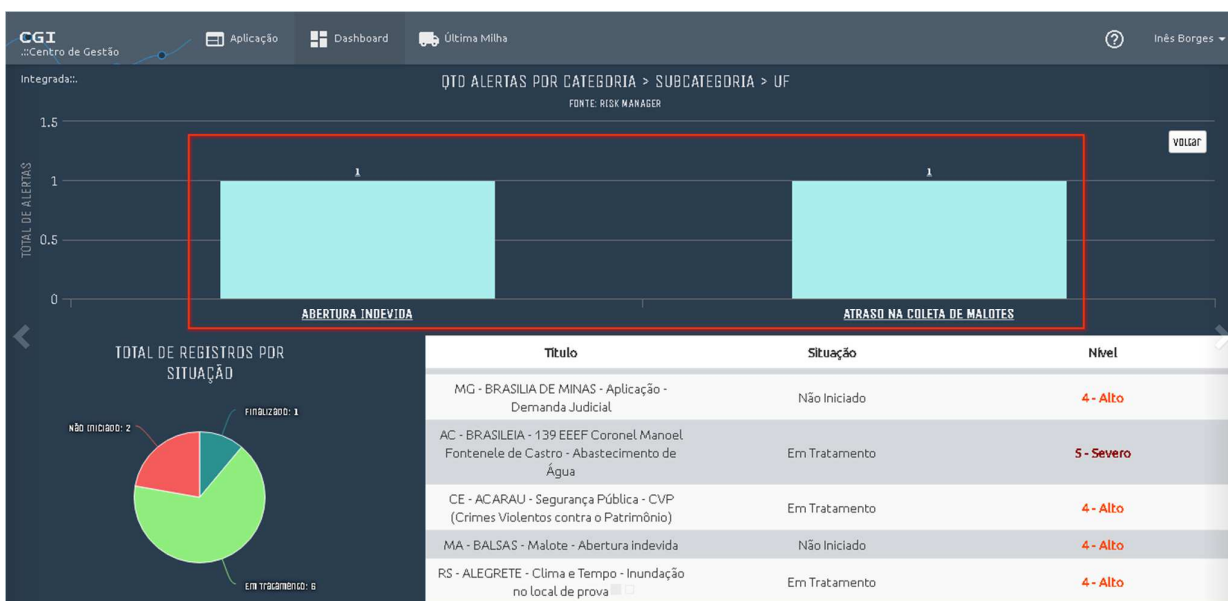 CGI
.::Centro de Gestão
Integrada::.
Aplicação
Dashboard
Última Milha
Inês Borges
QTD ALERTAS POR CATEGORIA > SUBCATEGORIA > UF
FONTE: RISK MANAGER
VOLTAR
TOTAL DE ALERTAS
1.5
1
0.5
0
1
1
ABERTURA INDEVIDA
ATRASO NA COLETA DE MALOTES
TOTAL DE REGISTROS POR
SITUAÇÃO
FINALIZADO: 1
NÃO INICIADO: 2
EM TRATAMENTO: 6
Título Situação Nível
MG - BRASILIA DE MINAS - Aplicação -
Demanda Judicial
Não Iniciado
4 - Alto
AC - BRASILEIA - 139 EEEF Coronel Manoel
Fontenele de Castro - Abastecimento de
Água
Em Tratamento
5 - Severo
CE - ACARAU - Segurança Pública - CVP
(Crimes Violentos contra o Patrimônio)
Em Tratamento
4 - Alto
MA - BALSAS - Malote - Abertura indevida
Não Iniciado
4 - Alto
RS - ALEGRETE - Clima e Tempo - Inundação
no local de prova
Em Tratamento
4 - Alto